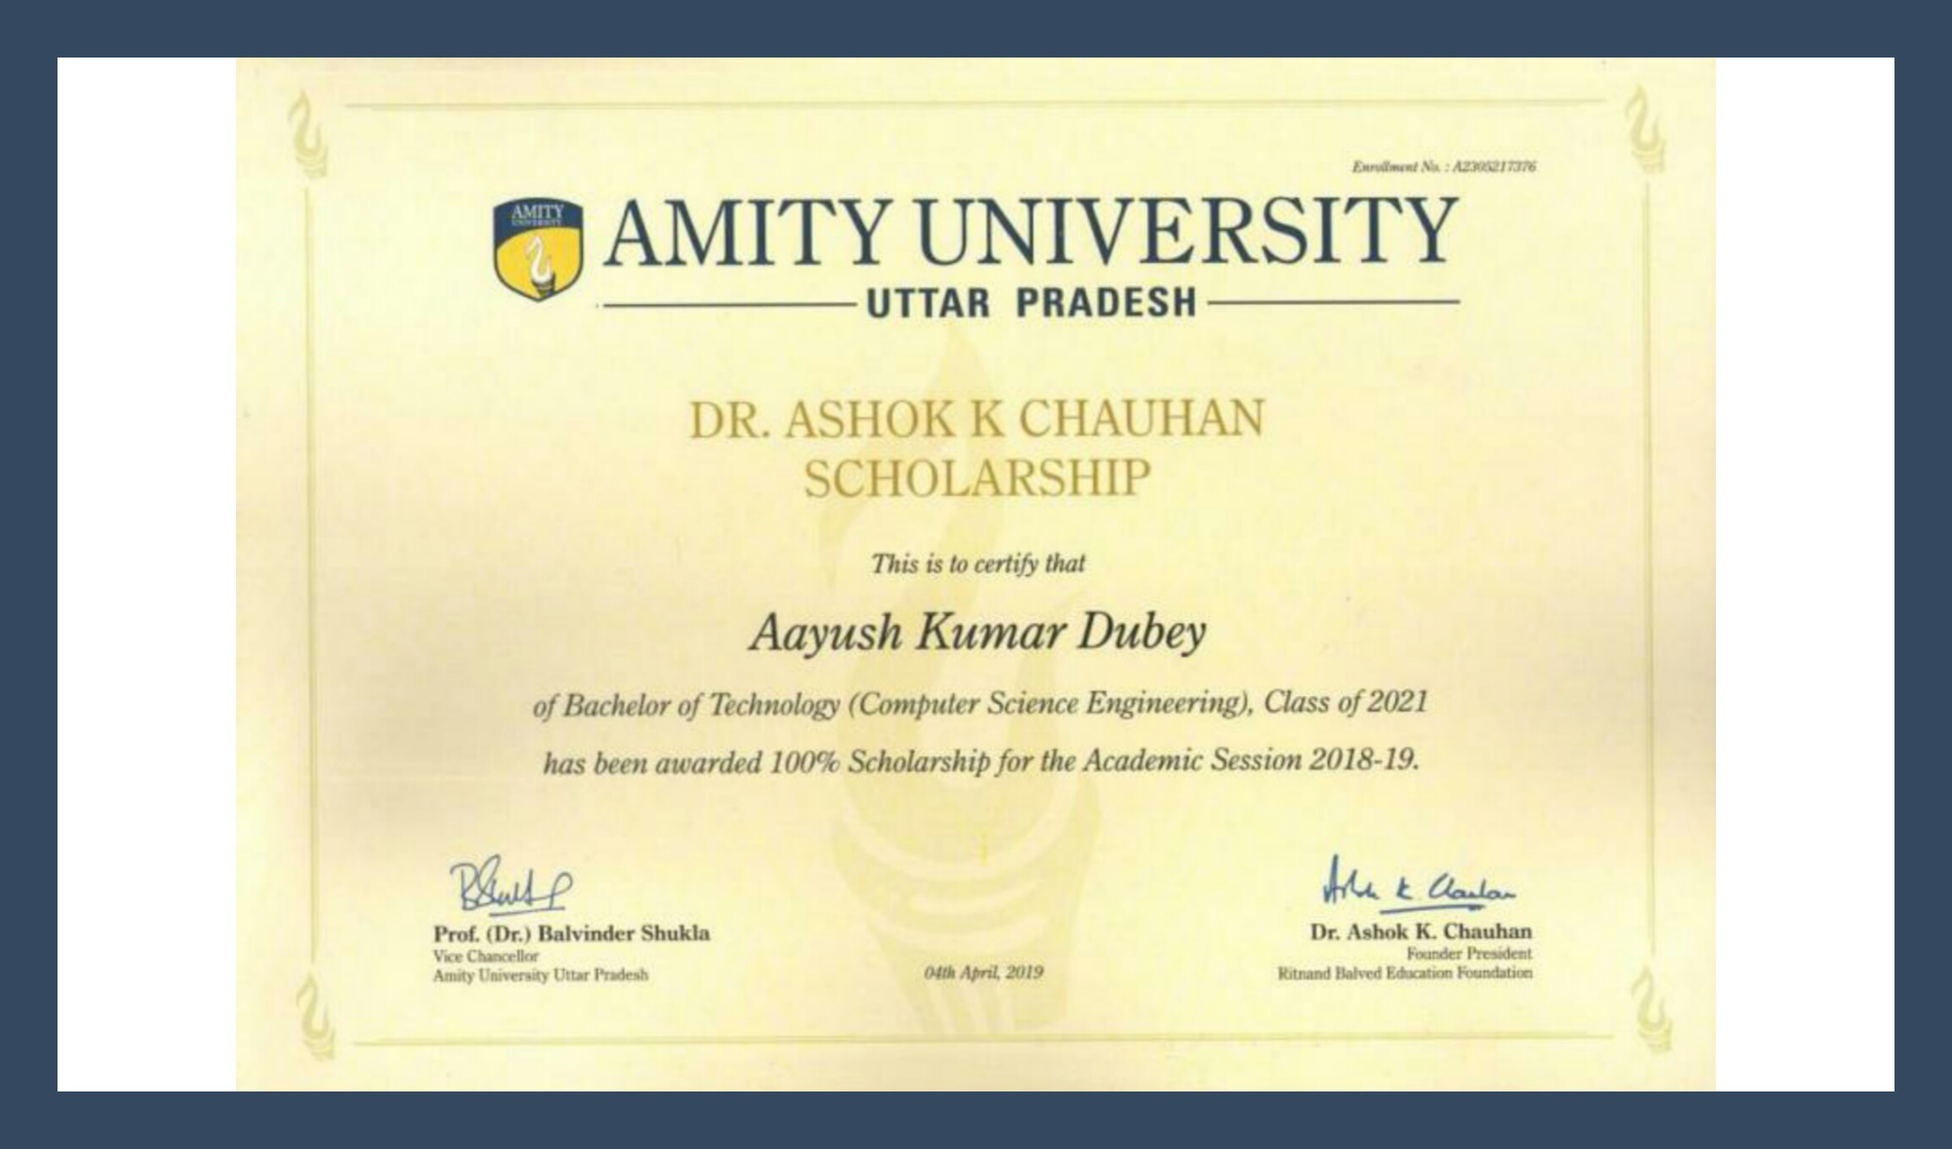 Enrollment No. : A2305217376
AMITY
UNIVERSITY
AMITY UNIVERSITY
UTTAR PRADESH
DR. ASHOK K CHAUHAN
SCHOLARSHIP
This is to certify that
Aayush Kumar Dubey
of Bachelor of Technology (Computer Science Engineering), Class of 2021
has been awarded 100% Scholarship for the Academic Session 2018-19.
Ashok K. Chauhan
Prof. (Dr.) Balvinder Shukla
Vice Chancellor
Amity University Uttar Pradesh
04th April, 2019
Dr. Ashok K. Chauhan
Founder President
Ritnand Balved Education Foundation